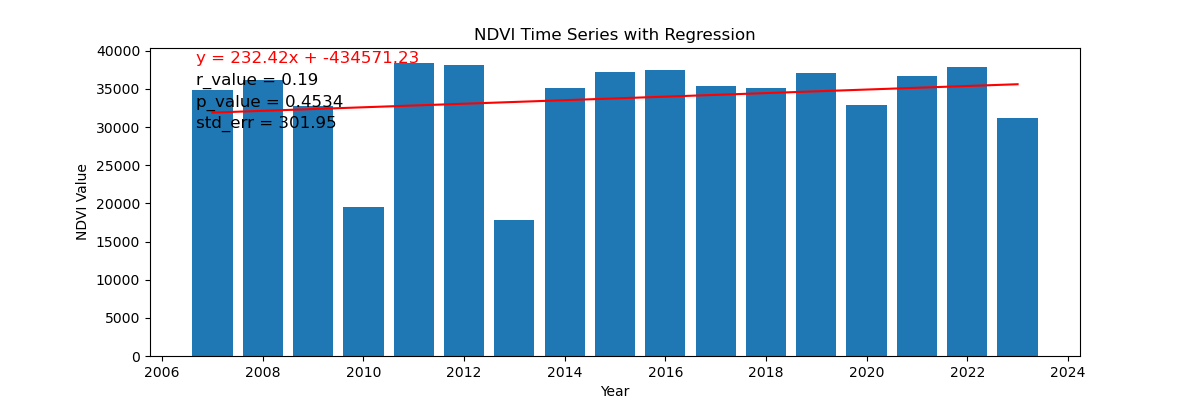 NDVI Time Series with Regression
y = 232.42x + -434571.23
r_value = 0.19
p_value = 0.4534
std_err = 301.95
NDVI Value
40000
35000
30000
25000
20000
15000
10000
5000
0
2006 2008 2010 2012 2014 2016 2018 2020 2022 2024
Year